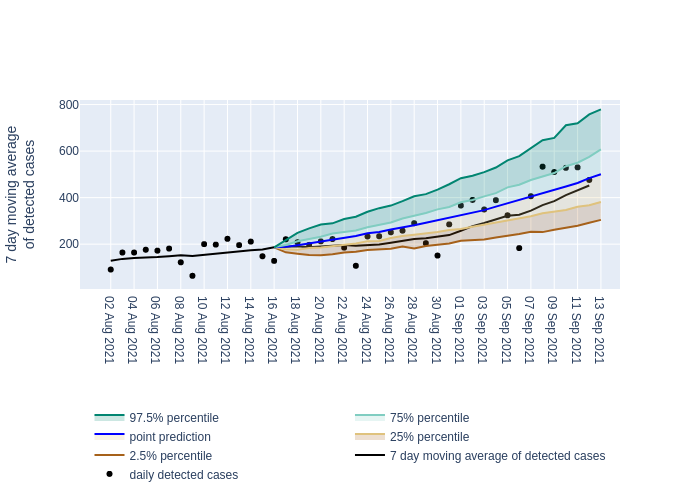 7 day moving average
of detected cases
800
600
400
200
02 Aug 2021
04 Aug 2021
06 Aug 2021
08 Aug 2021
10 Aug 2021
12 Aug 2021
14 Aug 2021
16 Aug 2021
18 Aug 2021
20 Aug 2021
22 Aug 2021
24 Aug 2021
26 Aug 2021
28 Aug 2021
30 Aug 2021
01 Sep 2021
03 Sep 2021
05 Sep 2021
07 Sep 2021
09 Sep 2021
11 Sep 2021
13 Sep 2021
97.5% percentile
75% percentile
point prediction
25% percentile
2.5% percentile
7 day moving average of detected cases
daily detected cases